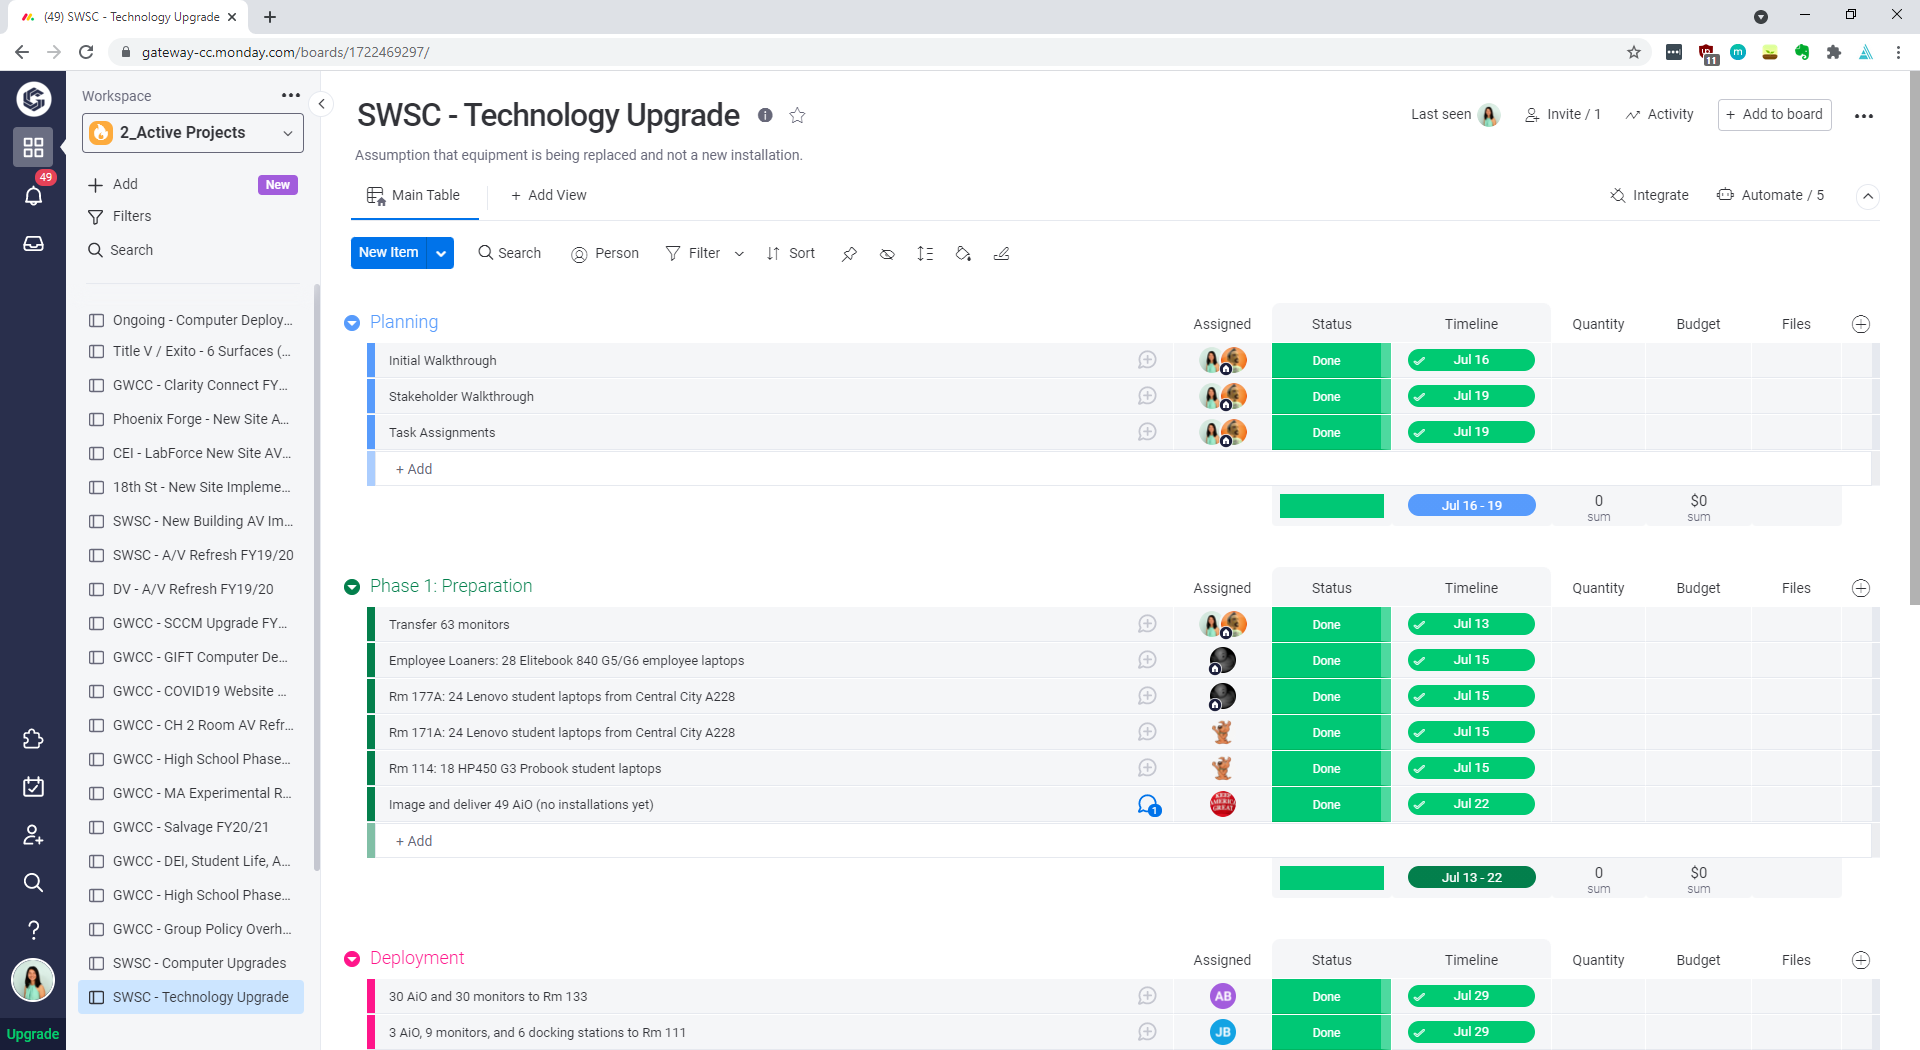 (49) SWSC - Technology Upgrade
gateway-cc.monday.com/boards/1722469297/
11
49
Upgrade
Workspace
2_Active Projects
Add
New
Filters
Search
Ongoing - Computer Deploy...
Title V / Exito - 6 Surfaces (...
GWCC - Clarity Connect FY...
Phoenix Forge - New Site A...
CEI - LabForce New Site AV...
18th St - New Site Impleme...
SWSC - New Building AV Im...
SWSC - A/V Refresh FY19/20
DV - A/V Refresh FY19/20
GWCC - SCCM Upgrade FY...
GWCC - GIFT Computer De...
GWCC - COVID19 Website ...
GWCC - CH 2 Room AV Refr...
GWCC - High School Phase...
GWCC - MA Experimental R...
GWCC - Salvage FY20/21
GWCC - DEI, Student Life, A...
GWCC - High School Phase...
GWCC - Group Policy Overh...
SWSC - Computer Upgrades
SWSC - Technology Upgrade
SWSC - Technology Upgrade
Last seen
Invite / 1
Activity
+ Add to board
Assumption that equipment is being replaced and not a new installation.
Main Table
+ Add View
Integrate
Automate / 5
New Item
Search
Person
Filter
Sort
Planning Assigned Status Timeline Quantity Budget Files
Initial Walkthrough Done Jul 16
Stakeholder Walkthrough Done Jul 19
Task Assignments Done Jul 19
+ Add
Jul 16 - 19 0 $0
sum sum
Phase 1: Preparation Assigned Status Timeline Quantity Budget Files
Transfer 63 monitors Done Jul 13
Employee Loaners: 28 Elitebook 840 G5/G6 employee laptops Done Jul 15
Rm 177A: 24 Lenovo student laptops from Central City A228 Done Jul 15
Rm 171A: 24 Lenovo student laptops from Central City A228 Done Jul 15
Rm 114: 18 HP450 G3 Probook student laptops Done Jul 15
Image and deliver 49 AiO (no installations yet) 1 KEEP AMERICA GREAT Done Jul 22
+ Add
Jul 13 - 22 0 $0
sum sum
Deployment Assigned Status Timeline Quantity Budget Files
30 AiO and 30 monitors to Rm 133 AB Done Jul 29
3 AiO, 9 monitors, and 6 docking stations to Rm 111 JB Done Jul 29